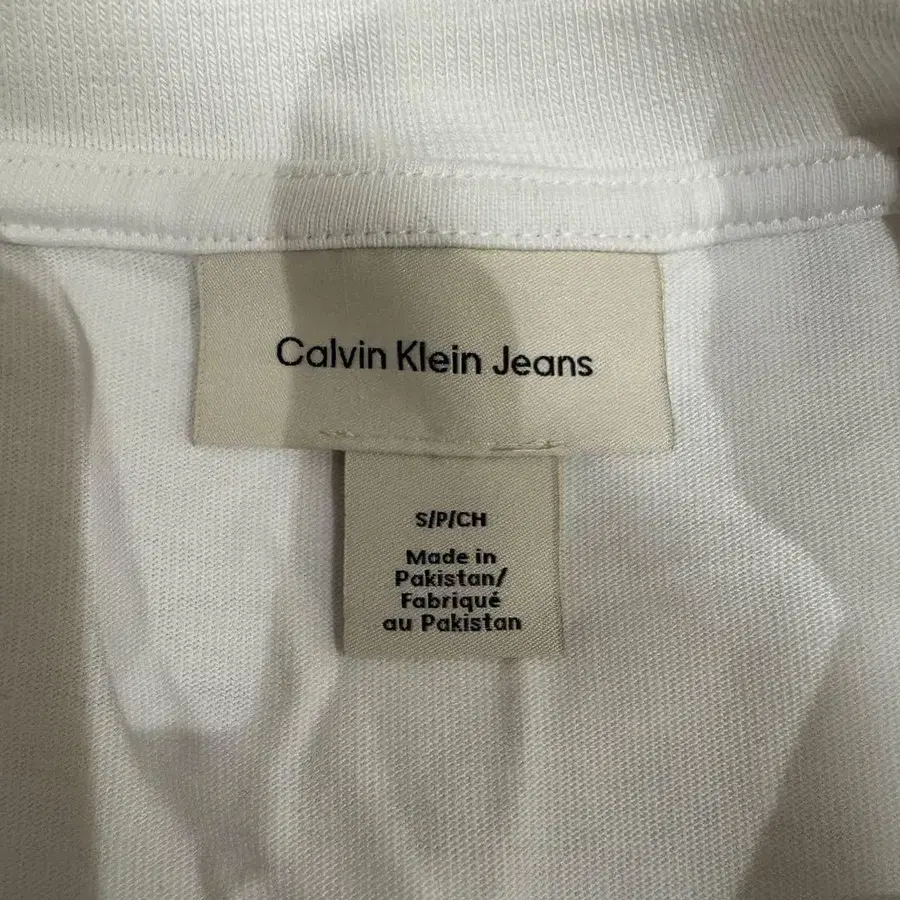 Calvin Klein Jeans
S/P/CH
Made in
Pakistan/
Fabriqué
au Pakistan